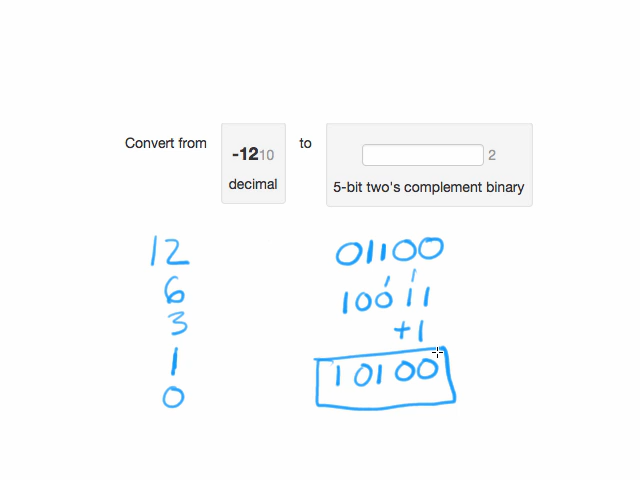 Convert from -12 10 to 2
decimal 5-bit two's complement binary
12 01100
6 1 1
3 10011
1 +1
0 10100